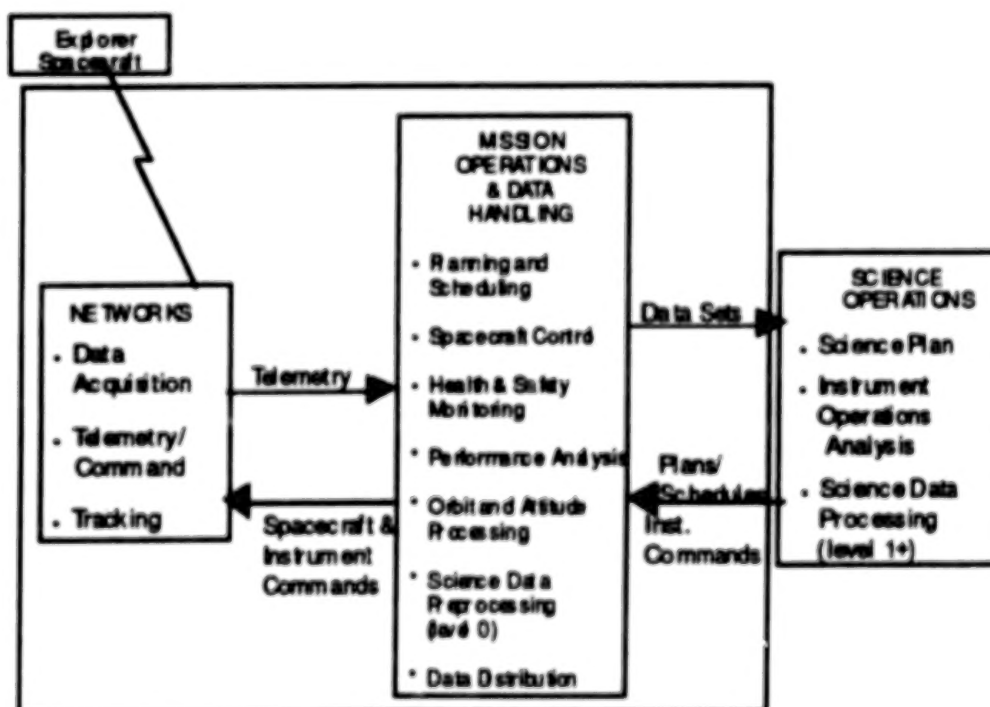 Explorer
Spacecraft
NETWORKS
• Data
Acquisition
• Telemetry/
Command
• Tracking
Telemetry
Spacecraft &
Instrument
Commands
MISSION
OPERATIONS
& DATA
HANDLING
• Planning and
Scheduling
• Spacecraft Control
• Health & Safety
Monitoring
• Performance Analysis
• Orbit and Attitude
Processing
• Science Data
Preprocessing
(level 0)
• Data Distribution
Data Sets
Plans/
Schedules
Inst.
Commands
SCIENCE
OPERATIONS
• Science Plan
• Instrument
Operations
Analysis
• Science Data
Processing
(level 1+)